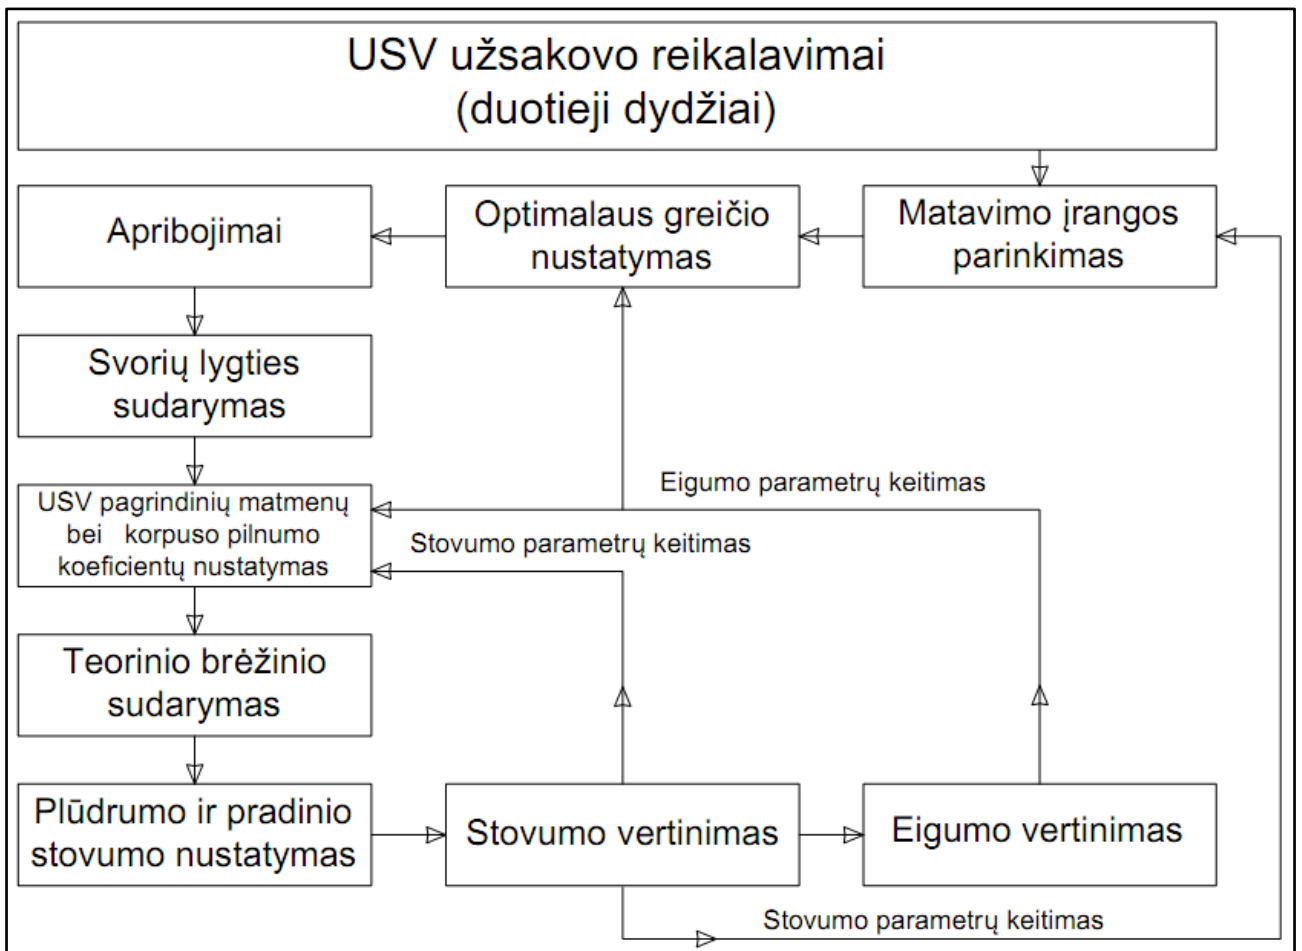 USV užsakovo reikalavimai
(duotieji dydžiai)
Apribojimai
Optimalaus greičio
nustatymas
Matavimo įrangos
parinkimas
Svorių lygties
sudarymas
USV pagrindinių matmenų
bei korpuso pilnumo
koeficientų nustatymas
Eigumo parametrų keitimas
Stovumo parametrų keitimas
Teorinio brėžinio
sudarymas
Plūdrumo ir pradinio
stovumo nustatymas
Stovumo vertinimas
Eigumo vertinimas
Stovumo parametrų keitimas